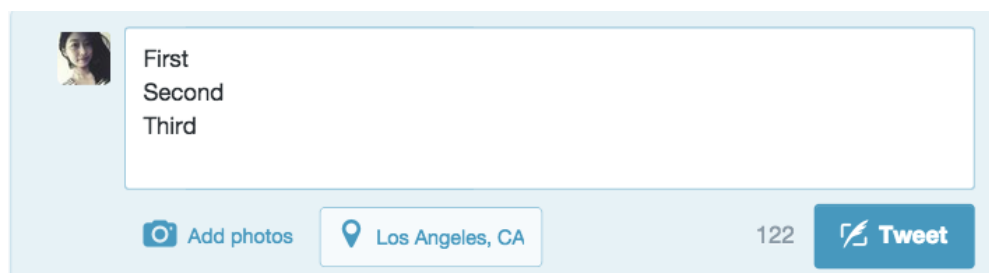 First
Second
Third
Add photos
Los Angeles, CA
122
Tweet